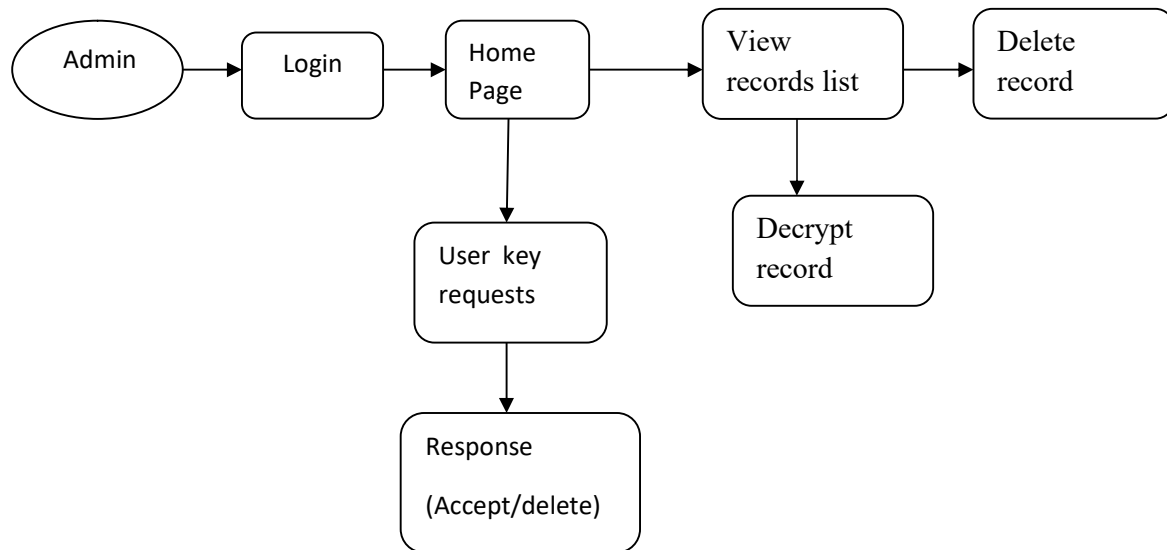 Admin
Login
Home
Page
View
records list
Delete
record
User key
requests
Decrypt
record
Response
(Accept/delete)